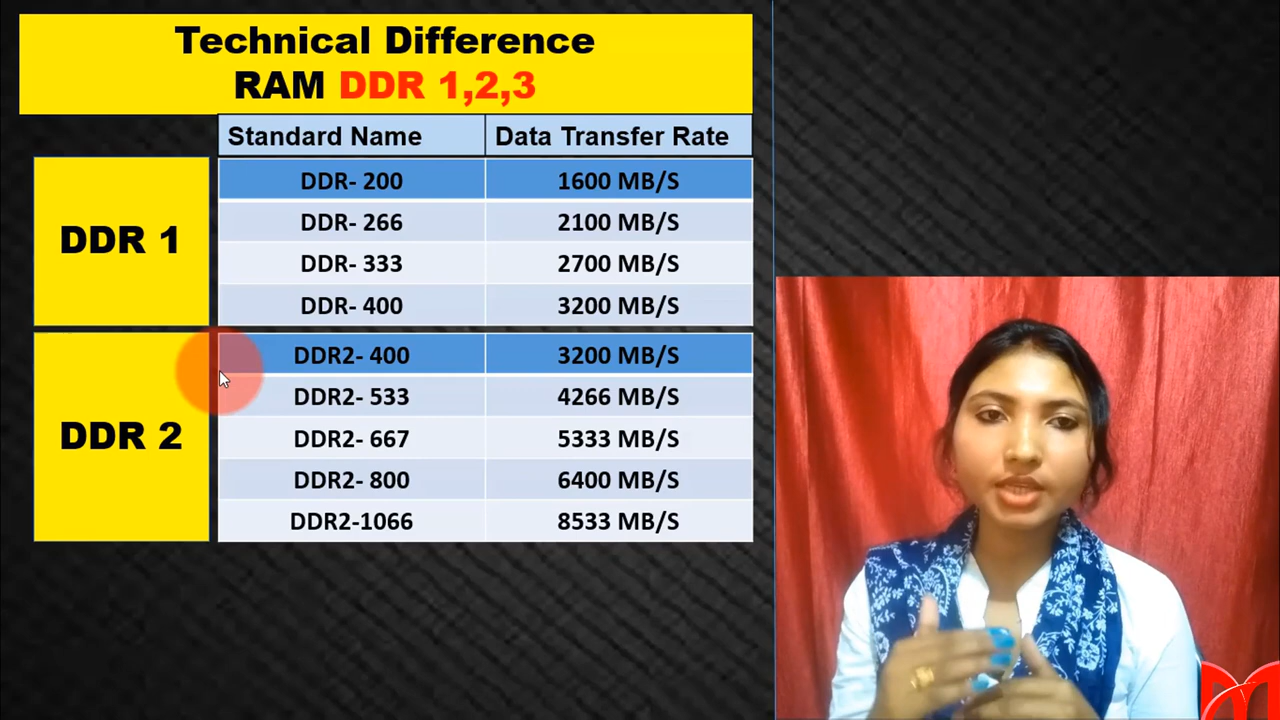 Technical Difference
RAM DDR 1,2,3
Standard Name Data Transfer Rate
DDR 1
DDR- 200 1600 MB/S
DDR- 266 2100 MB/S
DDR- 333 2700 MB/S
DDR- 400 3200 MB/S
DDR 2
DDR2- 400 3200 MB/S
DDR2- 533 4266 MB/S
DDR2- 667 5333 MB/S
DDR2- 800 6400 MB/S
DDR2-1066 8533 MB/S